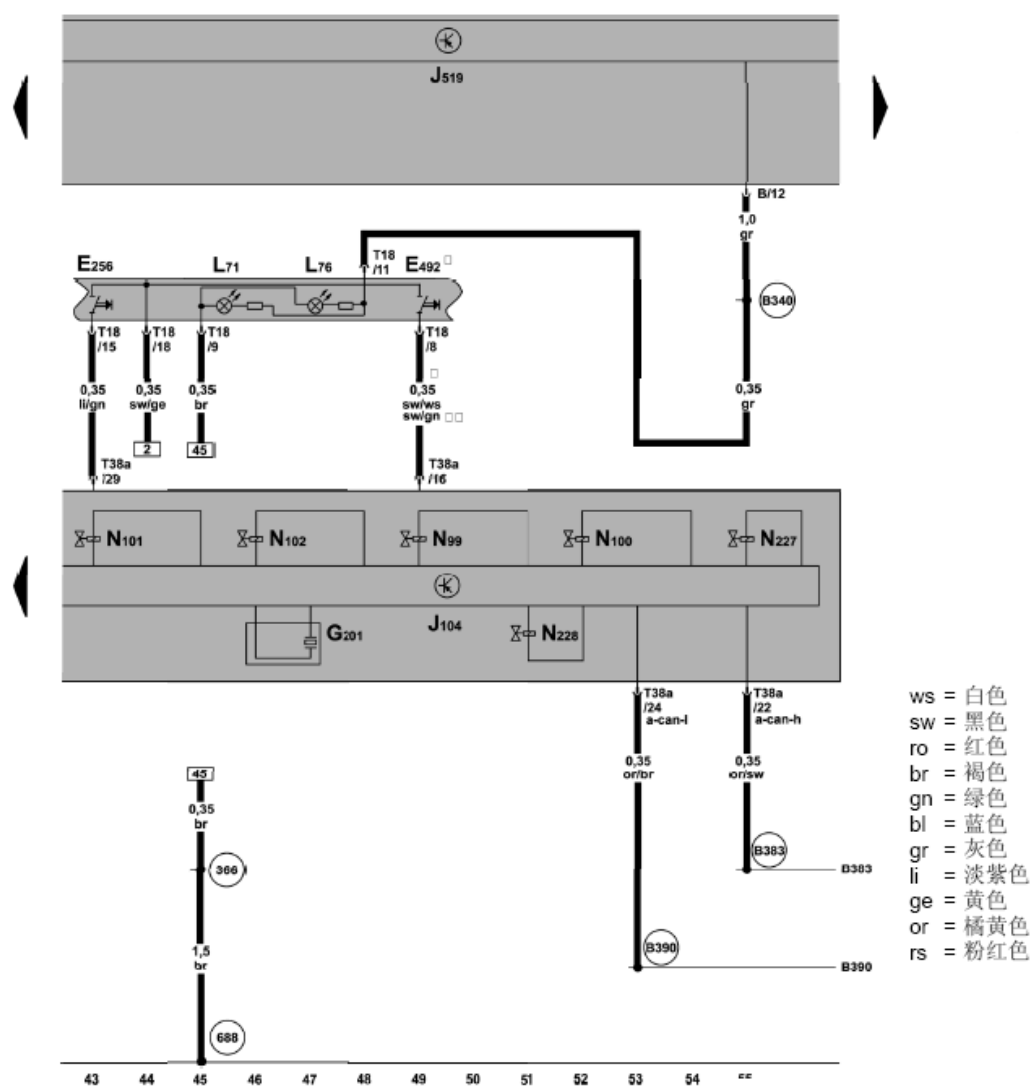 J519
B/12
1,0
gr
B340
0,35
gr
E256
L71
L76
T18
/11
E492
T18
/15
T18
/18
T18
/9
T18
/8
0,35
li/gn
0,35
sw/ge
0,35
br
0,35
sw/ws
sw/gn
2
45
T38a
/29
T38a
/16
N101
N102
N99
N100
N227
J104
G201
N228
T38a
/24
a-can-l
T38a
/22
a-can-h
0,35
or/br
0,35
or/sw
45
0,35
br
366
1,5
br
688
B383
B383
B390
B390
ws = 白色
sw = 黑色
ro = 红色
br = 褐色
gn = 绿色
bl = 蓝色
gr = 灰色
li = 淡紫色
ge = 黄色
or = 橘黄色
rs = 粉红色
43 44 45 46 47 48 49 50 51 52 53 54